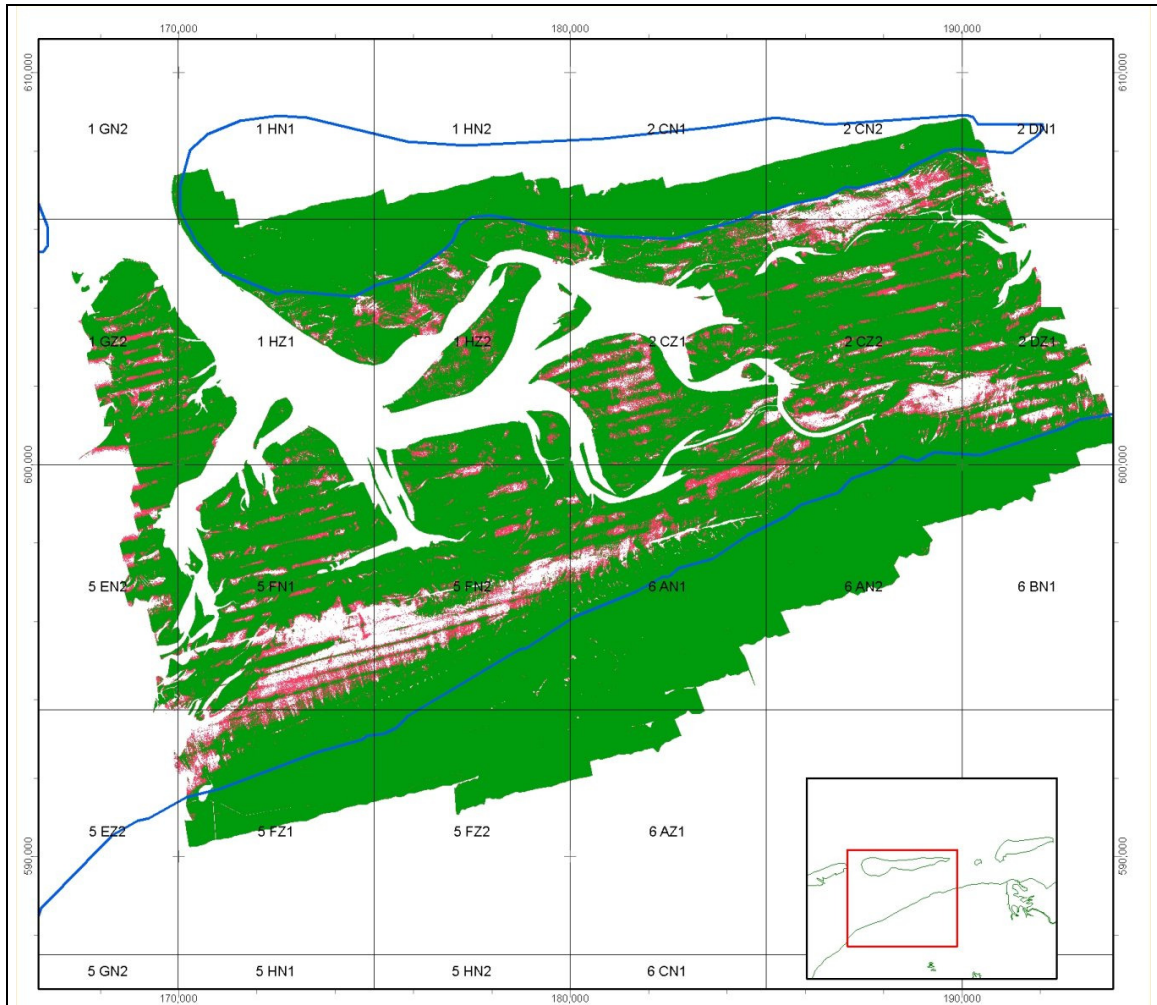 170,000 180,000 190,000
610,000 610,000
1 GN2 1 HN1 1 HN2 2 CN1 2 CN2 2 DN1
1 GZ2 1 HZ1 1 HZ2 2 CZ1 2 CZ2 2 DZ1
600,000 600,000
5 EN2 5 FN1 5 FN2 6 AN1 6 AN2 6 BN1
5 EZ2 5 FZ1 5 FZ2 6 AZ1
590,000 590,000
5 GN2 5 HN1 5 HN2 6 CN1
170,000 180,000 190,000